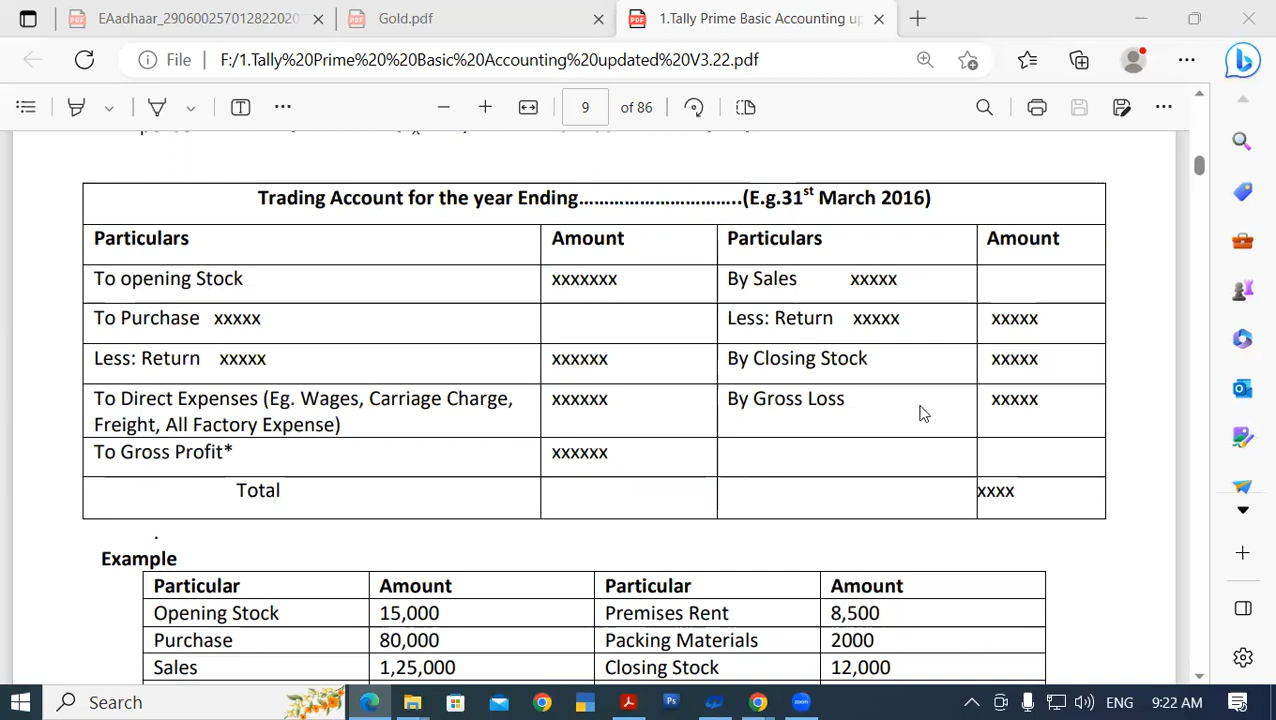 EAadhaar_290600257012822020
Gold.pdf
1.Tally Prime Basic Accounting up
File F:/1.Tally%20Prime%20%20Basic%20Accounting%20updated%20V3.22.pdf
9 of 86
Trading Account for the year Ending…………………………..(E.g.31st March 2016)
Particulars Amount Particulars Amount
To opening Stock xxxxxxx By Sales xxxxx
To Purchase xxxxx Less: Return xxxxx xxxxx
Less: Return xxxxx xxxxxx By Closing Stock xxxxx
To Direct Expenses (Eg. Wages, Carriage Charge, xxxxxx By Gross Loss xxxxx
Freight, All Factory Expense)
To Gross Profit* xxxxxx
Total xxxx
.
Example
Particular Amount Particular Amount
Opening Stock 15,000 Premises Rent 8,500
Purchase 80,000 Packing Materials 2000
Sales 1,25,000 Closing Stock 12,000
Search ENG 9:22 AM